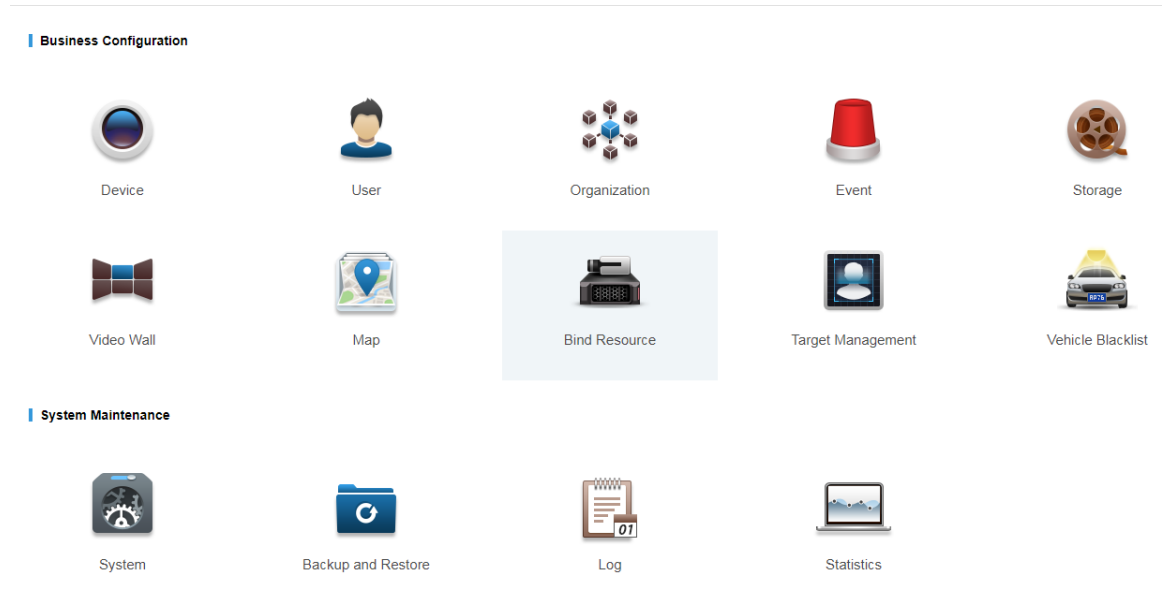 Business Configuration
Device
User
Organization
Event
Storage
RP76
Video Wall
Map
Bind Resource
Target Management
Vehicle Blacklist
System Maintenance
01
System
Backup and Restore
Log
Statistics